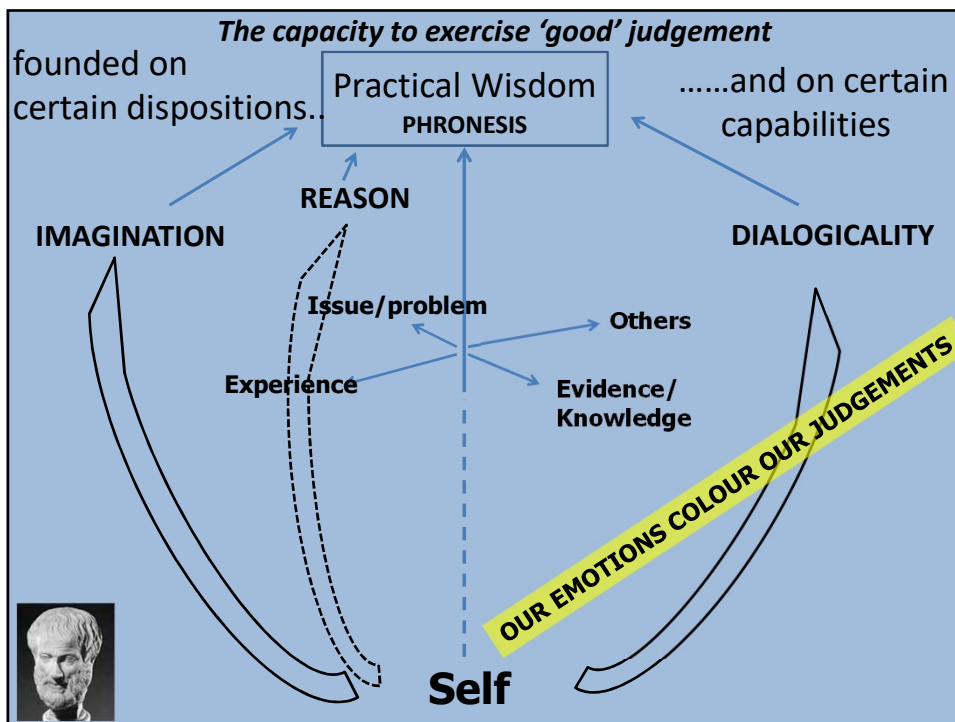 The capacity to exercise ‘good’ judgement
founded on
certain dispositions..
Practical Wisdom
PHRONESIS
……and on certain
capabilities
REASON
IMAGINATION
DIALOGICALITY
Issue/problem
Others
Experience
Evidence/
Knowledge
OUR EMOTIONS COLOUR OUR JUDGEMENTS
Self